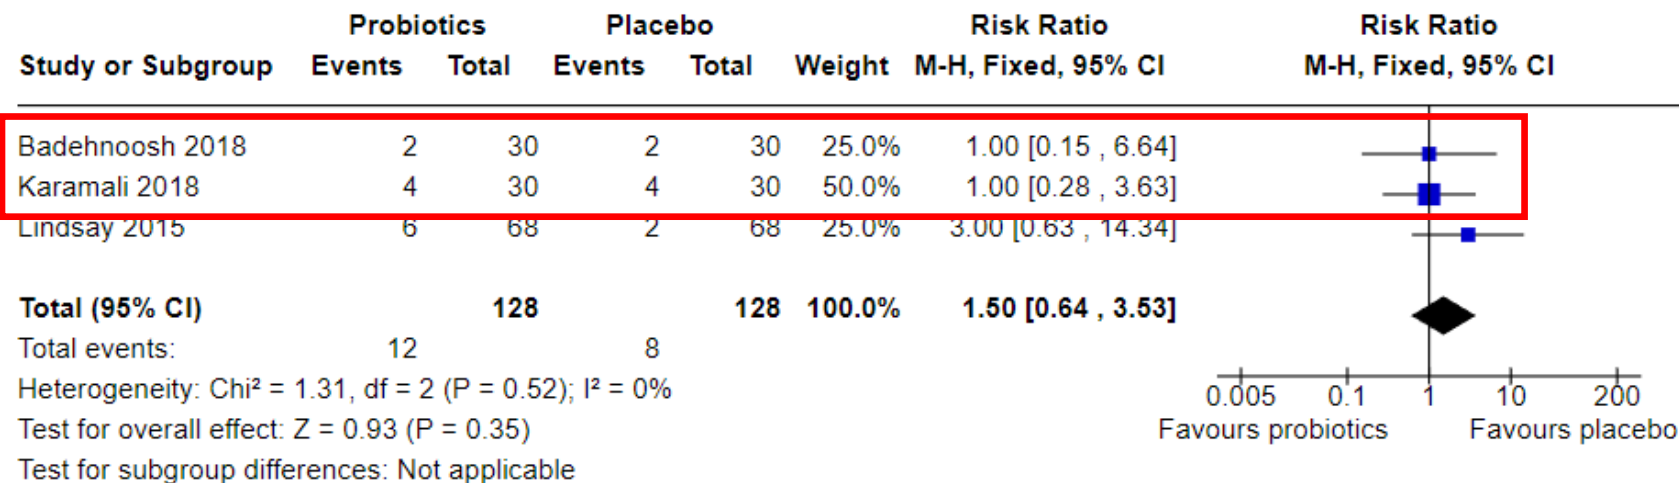 Probiotics Placebo Risk Ratio Risk Ratio
Study or Subgroup Events Total Events Total Weight M-H, Fixed, 95% CI M-H, Fixed, 95% CI
Badehnoosh 2018 2 30 2 30 25.0% 1.00 [0.15 , 6.64]
Karamali 2018 4 30 4 30 50.0% 1.00 [0.28 , 3.63]
Lindsay 2015 6 68 2 68 25.0% 3.00 [0.63 , 14.34]
Total (95% CI) 128 128 100.0% 1.50 [0.64 , 3.53]
Total events: 12 8
Heterogeneity: Chi² = 1.31, df = 2 (P = 0.52); I² = 0%
0.005 0.1 1 10 200
Test for overall effect: Z = 0.93 (P = 0.35)
Favours probiotics Favours placebo
Test for subgroup differences: Not applicable